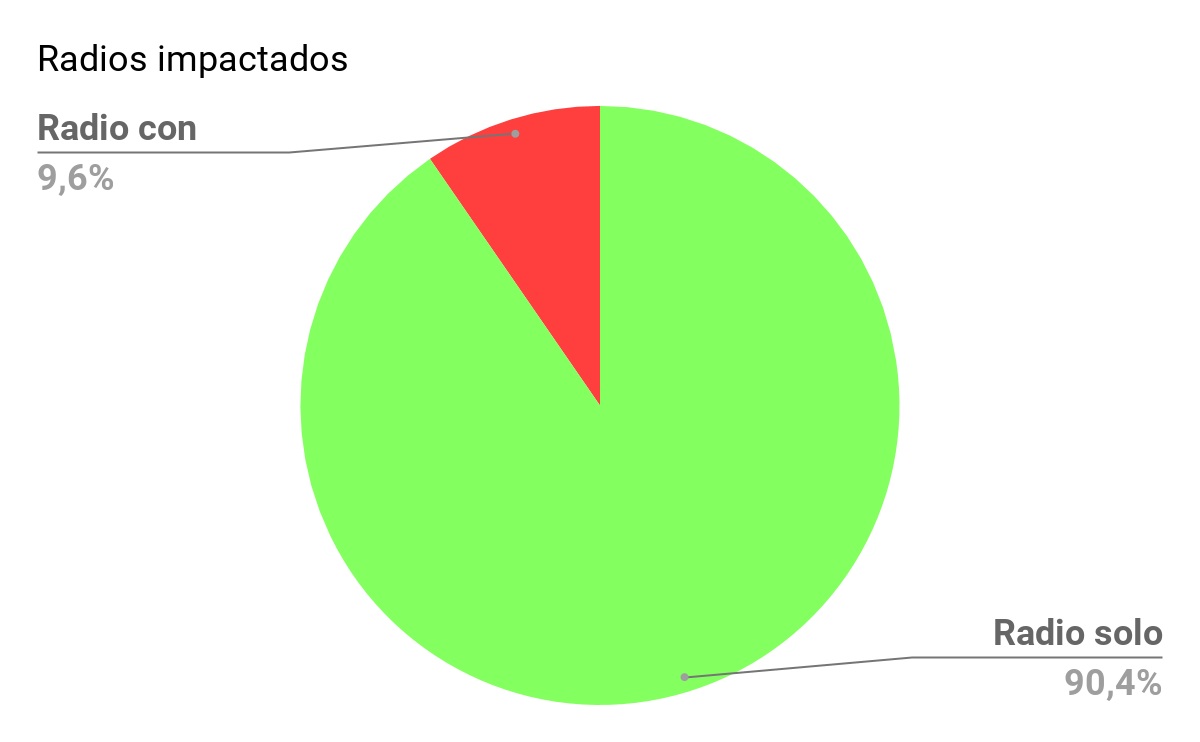 Radios impactados
Radio con
9,6%
Radio solo
90,4%